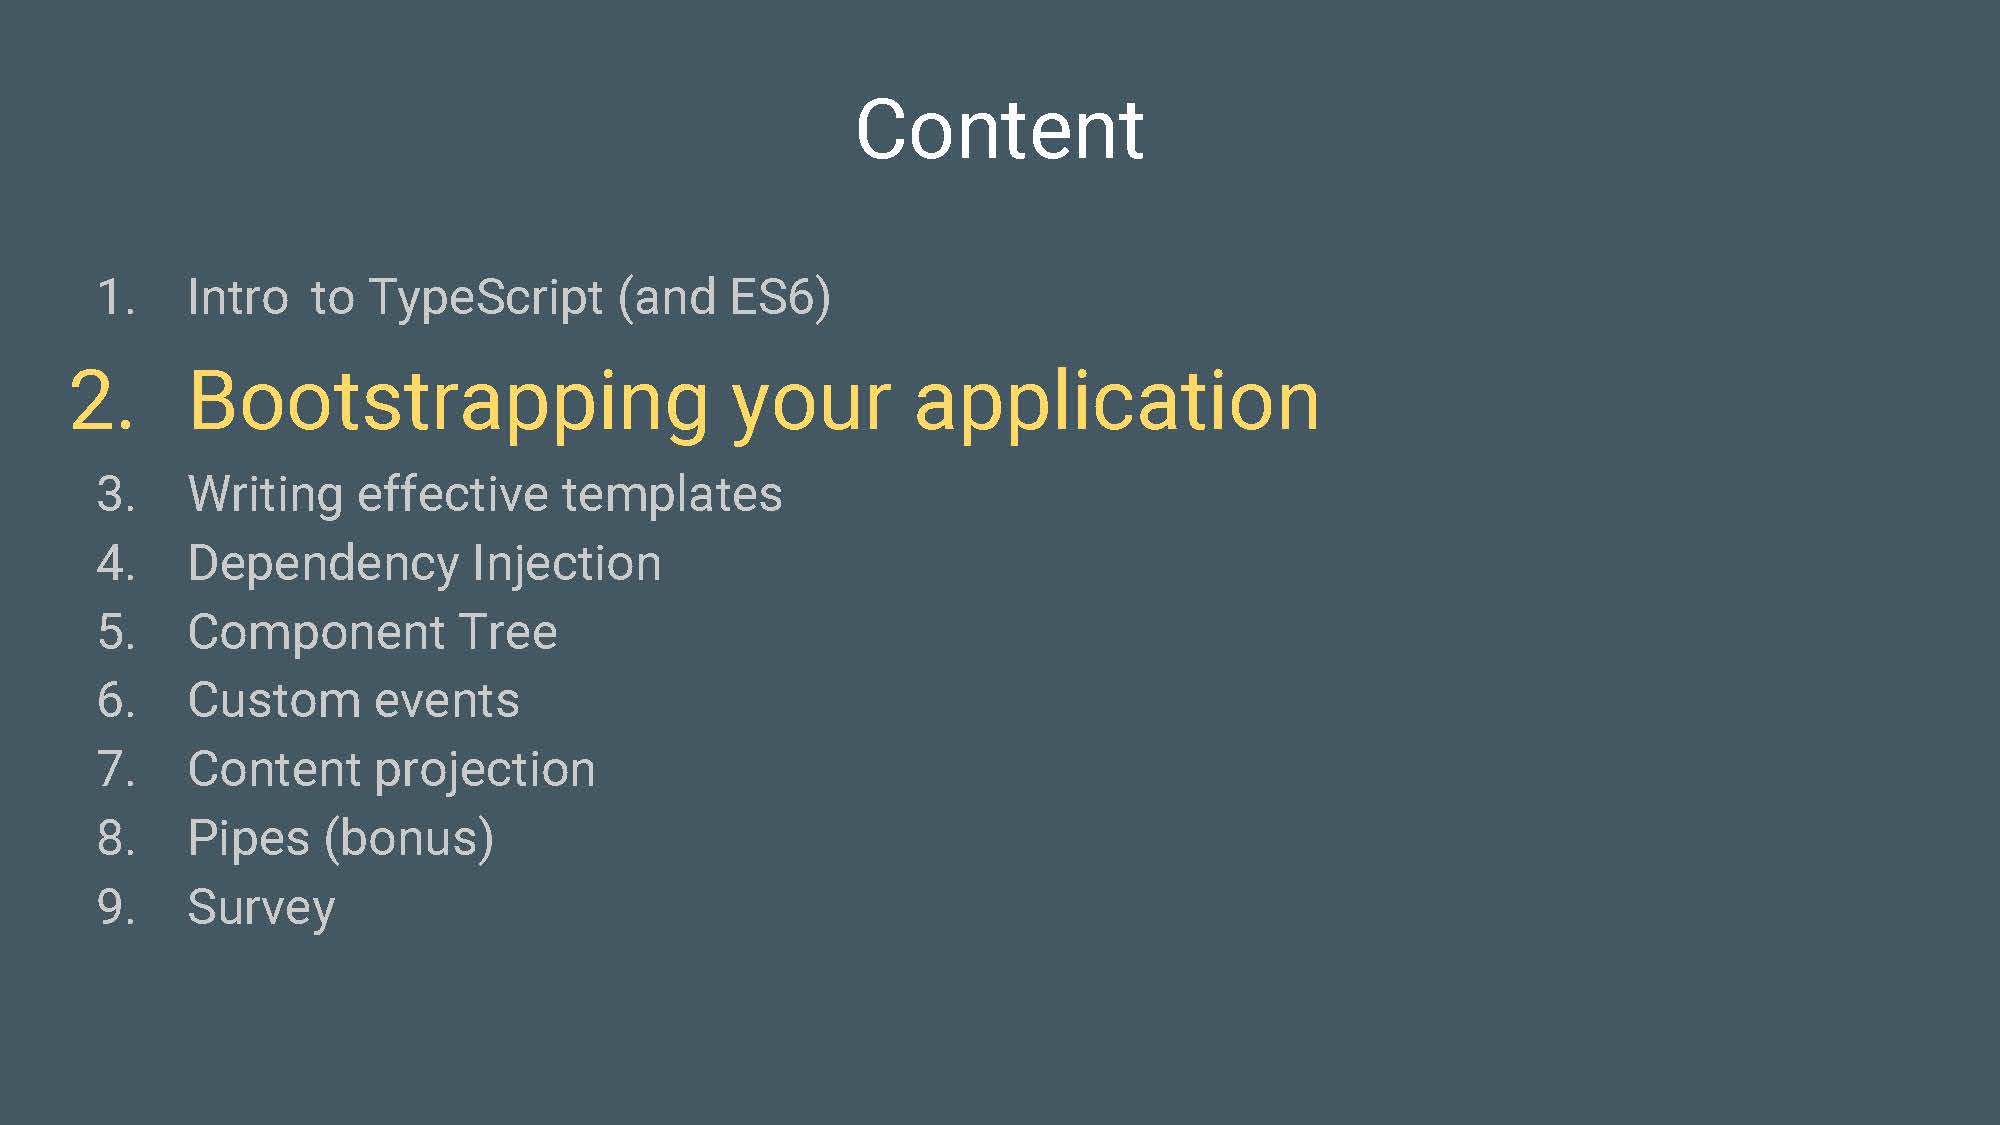 Content
1. Intro to TypeScript (and ES6)
2. Bootstrapping your application
3. Writing effective templates
4. Dependency Injection
5. Component Tree
6. Custom events
7. Content projection
8. Pipes (bonus)
9. Survey